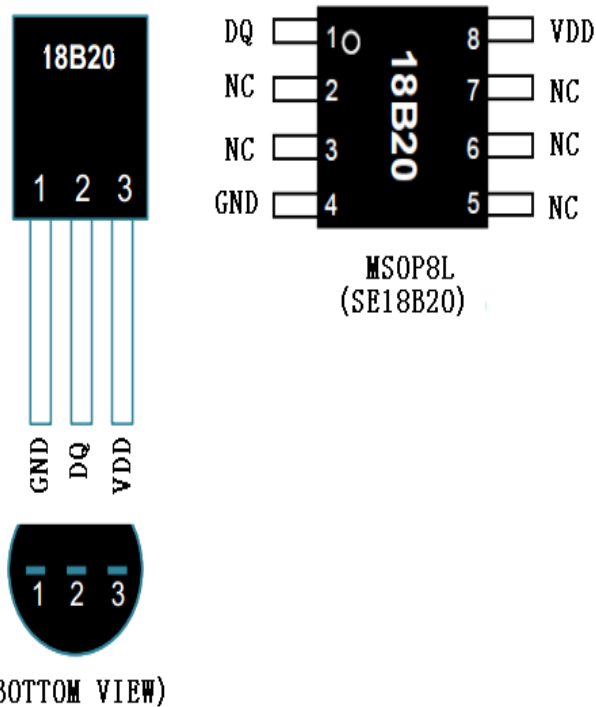 18B20
1 2 3
GND
DQ
VDD
1 2 3
BOTTOM VIEW)
DQ 1 8 VDD
NC 2 7 NC
NC 3 6 NC
GND 4 5 NC
18B20
MSOP8L
(SE18B20)